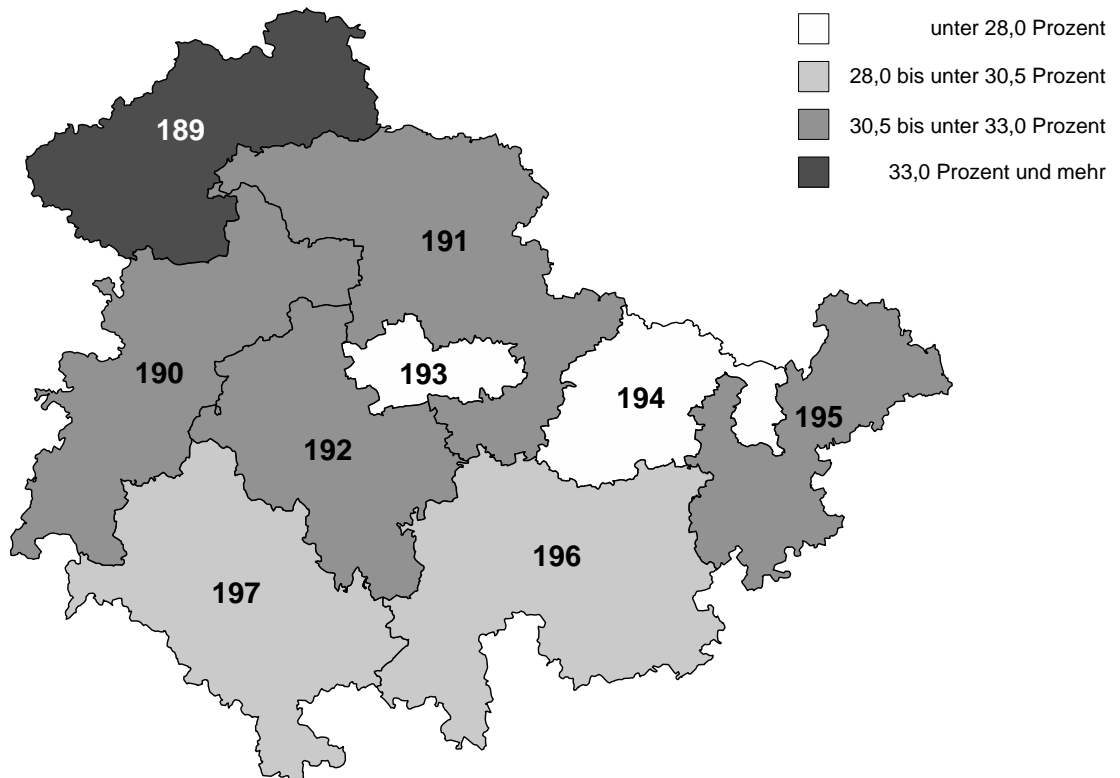 unter 28,0 Prozent
28,0 bis unter 30,5 Prozent
30,5 bis unter 33,0 Prozent
33,0 Prozent und mehr
189
191
190
193
194
195
192
196
197